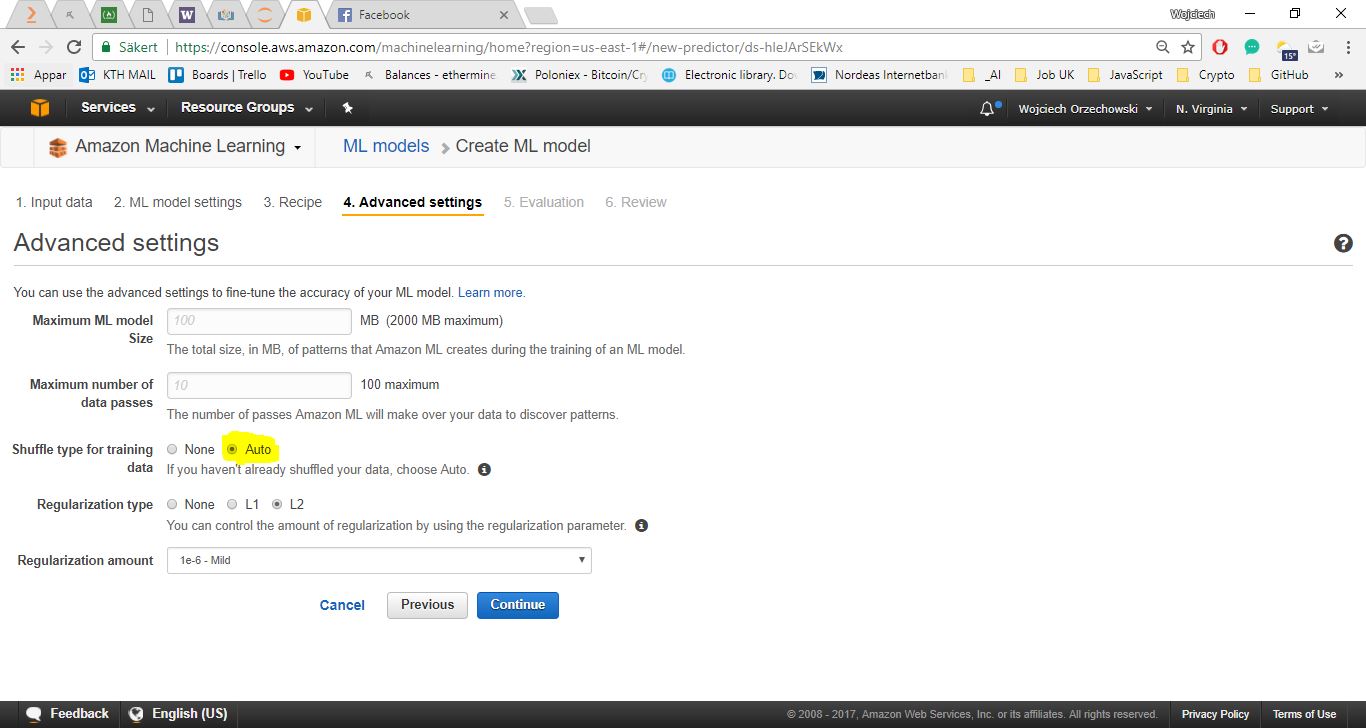 Facebook
Wojciech
Säkert
https://console.aws.amazon.com/machinelearning/home?region=us-east-1#/new-predictor/ds-hIeJArSEkWx
15°
Appar KTH MAIL Boards | Trello YouTube Balances - ethermine Poloniex - Bitcoin/Cry Electronic library. Do Nordeas Internetbank _AI Job UK JavaScript Crypto GitHub »
Services Resource Groups Wojciech Orzechowski N. Virginia Support
Amazon Machine Learning ML models Create ML model
1. Input data 2. ML model settings 3. Recipe 4. Advanced settings 5. Evaluation 6. Review
Advanced settings
You can use the advanced settings to fine-tune the accuracy of your ML model. Learn more.
Maximum ML model Size 100 MB (2000 MB maximum)
The total size, in MB, of patterns that Amazon ML creates during the training of an ML model.
Maximum number of data passes 10 100 maximum
The number of passes Amazon ML will make over your data to discover patterns.
Shuffle type for training data None Auto
If you haven't already shuffled your data, choose Auto.
Regularization type None L1 L2
You can control the amount of regularization by using the regularization parameter.
Regularization amount 1e-6 - Mild
Cancel Previous Continue
Feedback English (US) © 2008 - 2017, Amazon Web Services, Inc. or its affiliates. All rights reserved. Privacy Policy Terms of Use